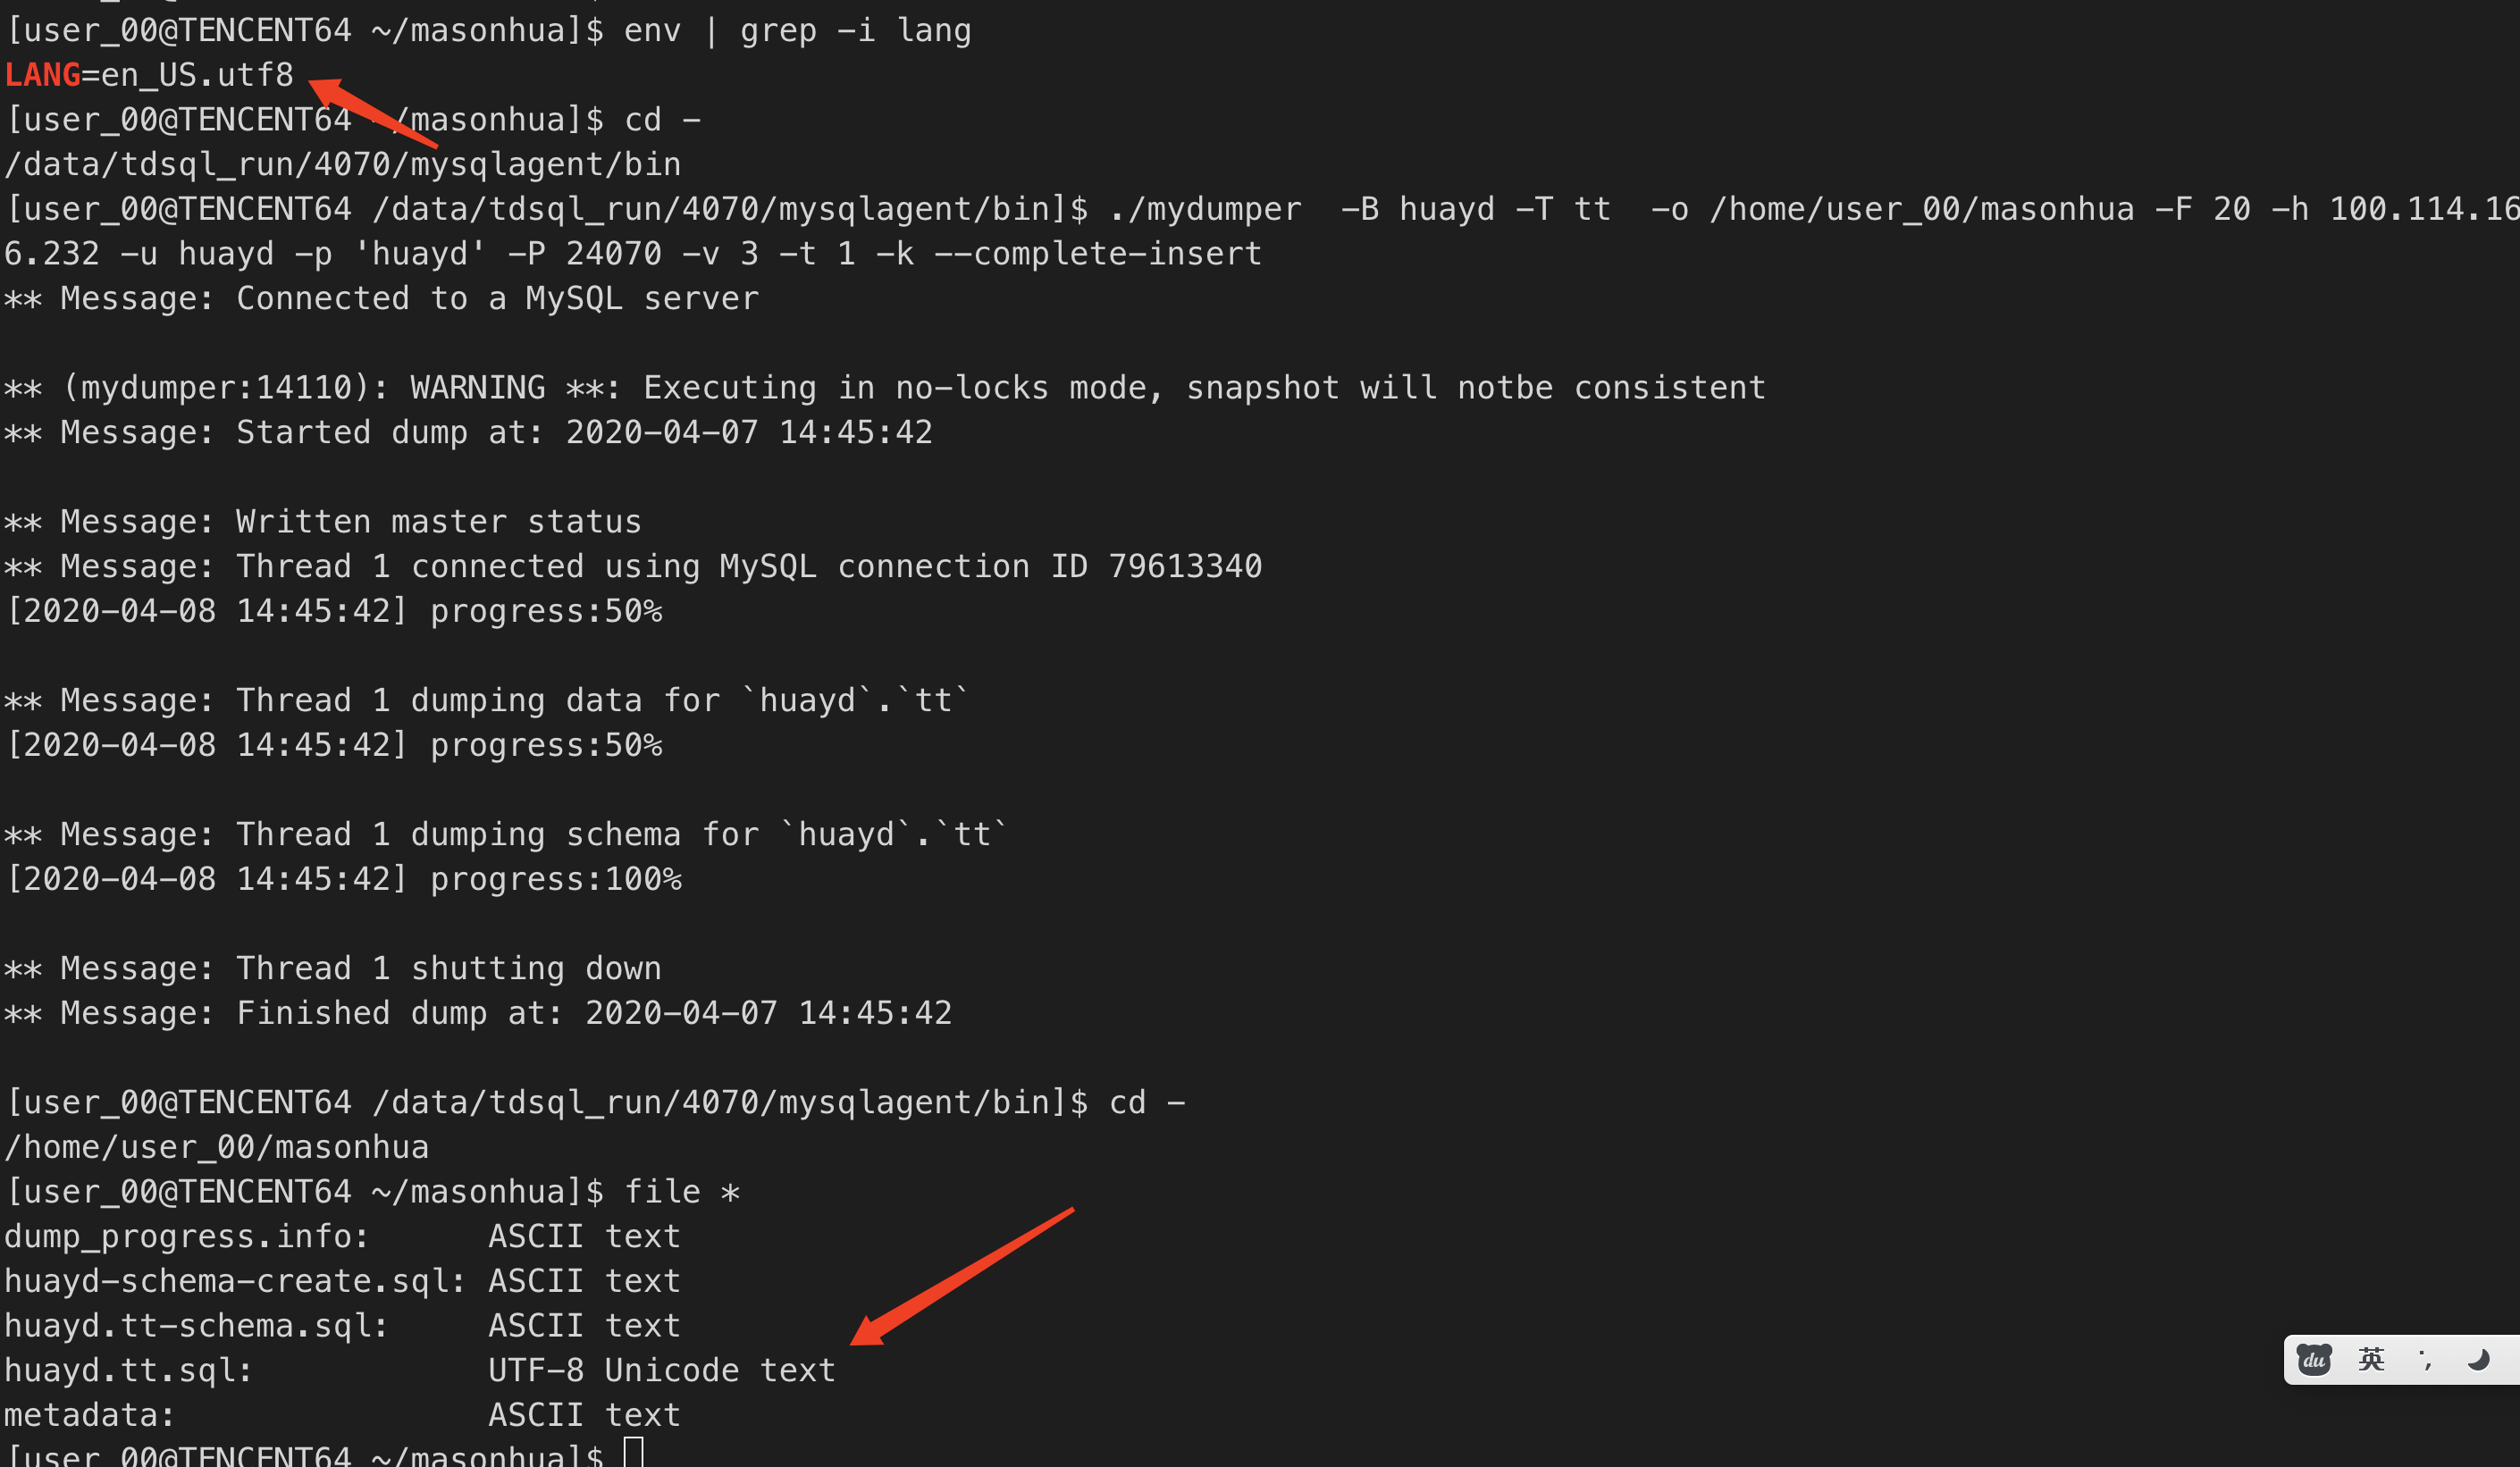 [user_00@TENCENT64 ~/masonhua]$ env | grep -i lang
LANG=en_US.utf8
[user_00@TENCENT64 ~/masonhua]$ cd -
/data/tdsql_run/4070/mysqlagent/bin
[user_00@TENCENT64 /data/tdsql_run/4070/mysqlagent/bin]$ ./mydumper  -B huayd -T tt  -o /home/user_00/masonhua -F 20 -h 100.114.16
6.232 -u huayd -p 'huayd' -P 24070 -v 3 -t 1 -k --complete-insert
** Message: Connected to a MySQL server
** (mydumper:14110): WARNING **: Executing in no-locks mode, snapshot will notbe consistent
** Message: Started dump at: 2020-04-07 14:45:42
** Message: Written master status
** Message: Thread 1 connected using MySQL connection ID 79613340
[2020-04-08 14:45:42] progress:50%
** Message: Thread 1 dumping data for `huayd`.`tt`
[2020-04-08 14:45:42] progress:50%
** Message: Thread 1 dumping schema for `huayd`.`tt`
[2020-04-08 14:45:42] progress:100%
** Message: Thread 1 shutting down
** Message: Finished dump at: 2020-04-07 14:45:42
[user_00@TENCENT64 /data/tdsql_run/4070/mysqlagent/bin]$ cd -
/home/user_00/masonhua
[user_00@TENCENT64 ~/masonhua]$ file *
dump_progress.info:      ASCII text
huayd-schema-create.sql: ASCII text
huayd.tt-schema.sql:     ASCII text
huayd.tt.sql:            UTF-8 Unicode text
metadata:                ASCII text
[user_00@TENCENT64 ~/masonhua]$
du 英